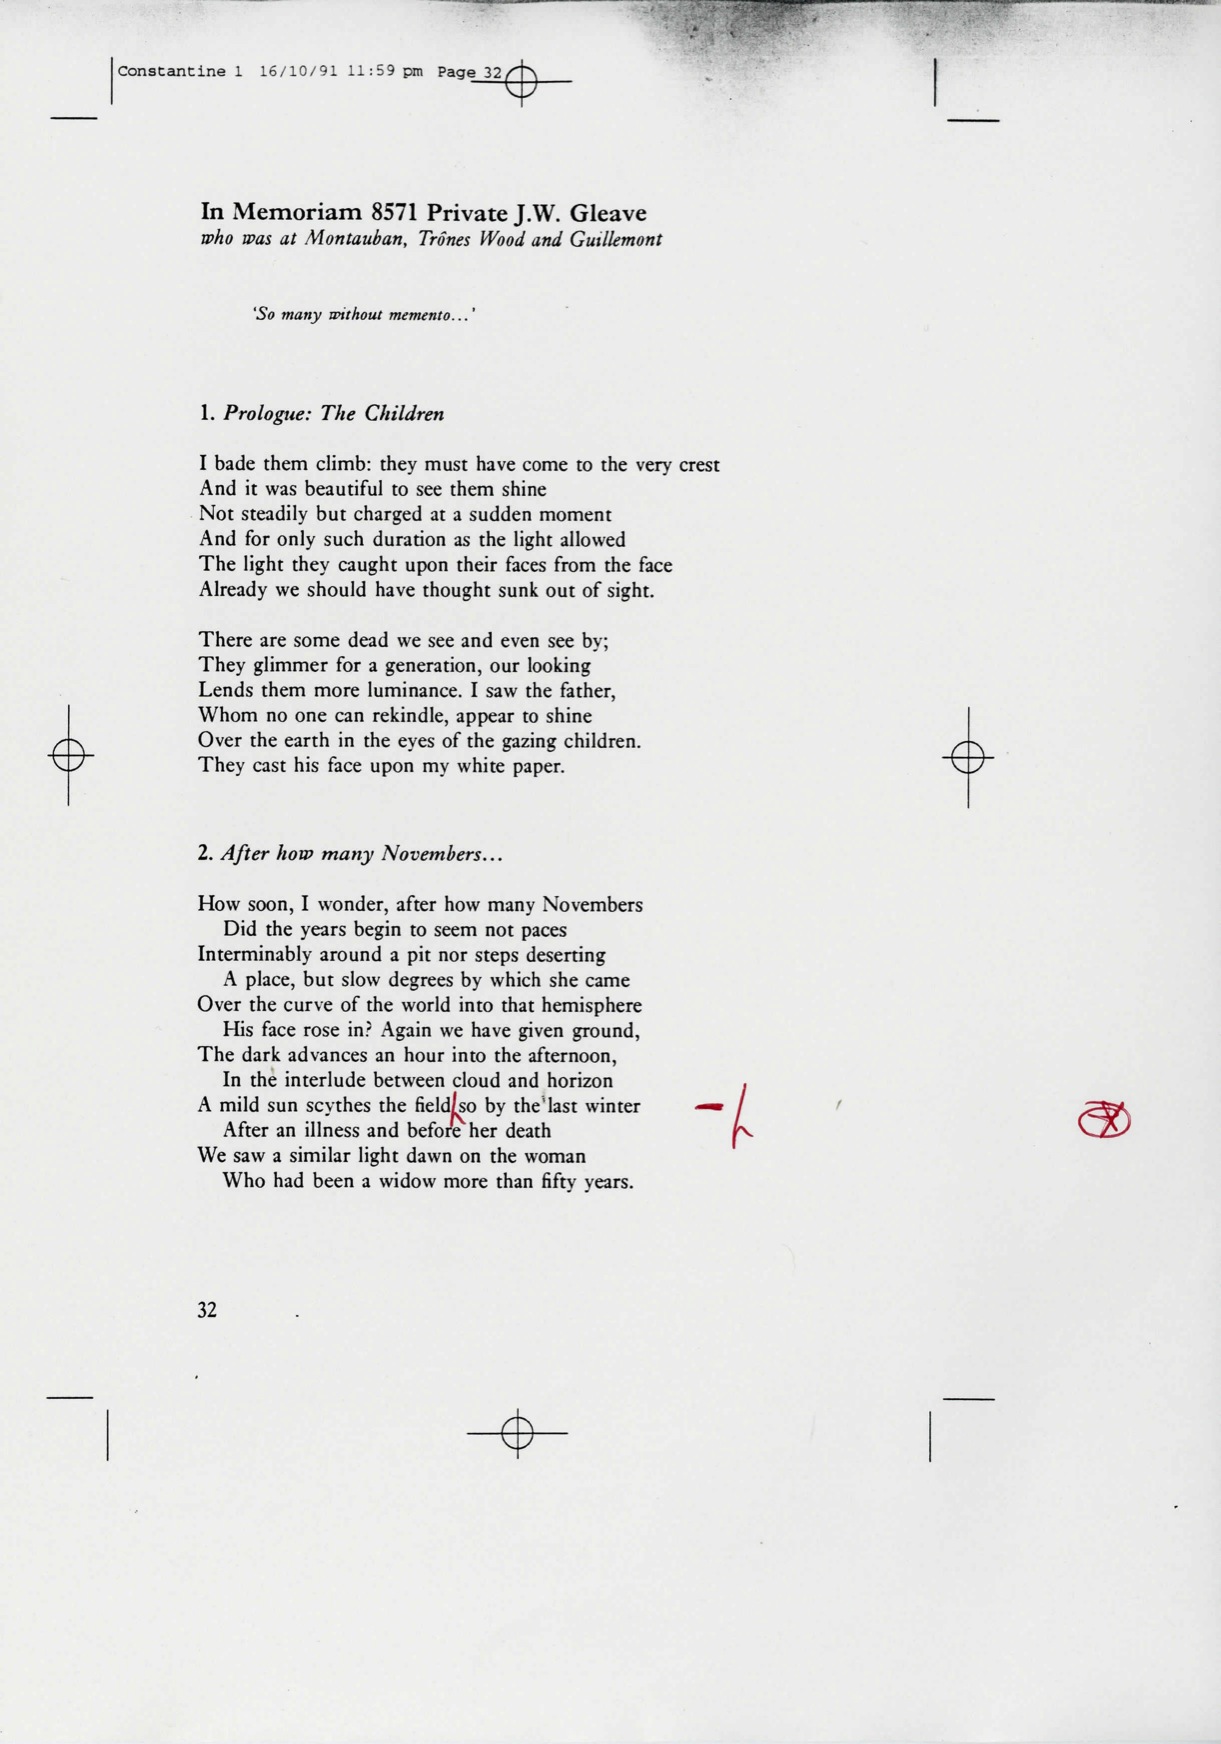 Constantine 1 16/10/91 11:59 pm Page 32
In Memoriam 8571 Private J.W. Gleave
who was at Montauban, Trônes Wood and Guillemont
‘So many without memento...’
1. Prologue: The Children
I bade them climb: they must have come to the very crest
And it was beautiful to see them shine
Not steadily but charged at a sudden moment
And for only such duration as the light allowed
The light they caught upon their faces from the face
Already we should have thought sunk out of sight.
There are some dead we see and even see by;
They glimmer for a generation, our looking
Lends them more luminance. I saw the father,
Whom no one can rekindle, appear to shine
Over the earth in the eyes of the gazing children.
They cast his face upon my white paper.
2. After how many Novembers...
How soon, I wonder, after how many Novembers
Did the years begin to seem not paces
Interminably around a pit nor steps deserting
A place, but slow degrees by which she came
Over the curve of the world into that hemisphere
His face rose in? Again we have given ground,
The dark advances an hour into the afternoon,
In the interlude between cloud and horizon
A mild sun scythes the field so by the last winter
After an illness and before her death
We saw a similar light dawn on the woman
Who had been a widow more than fifty years.
32